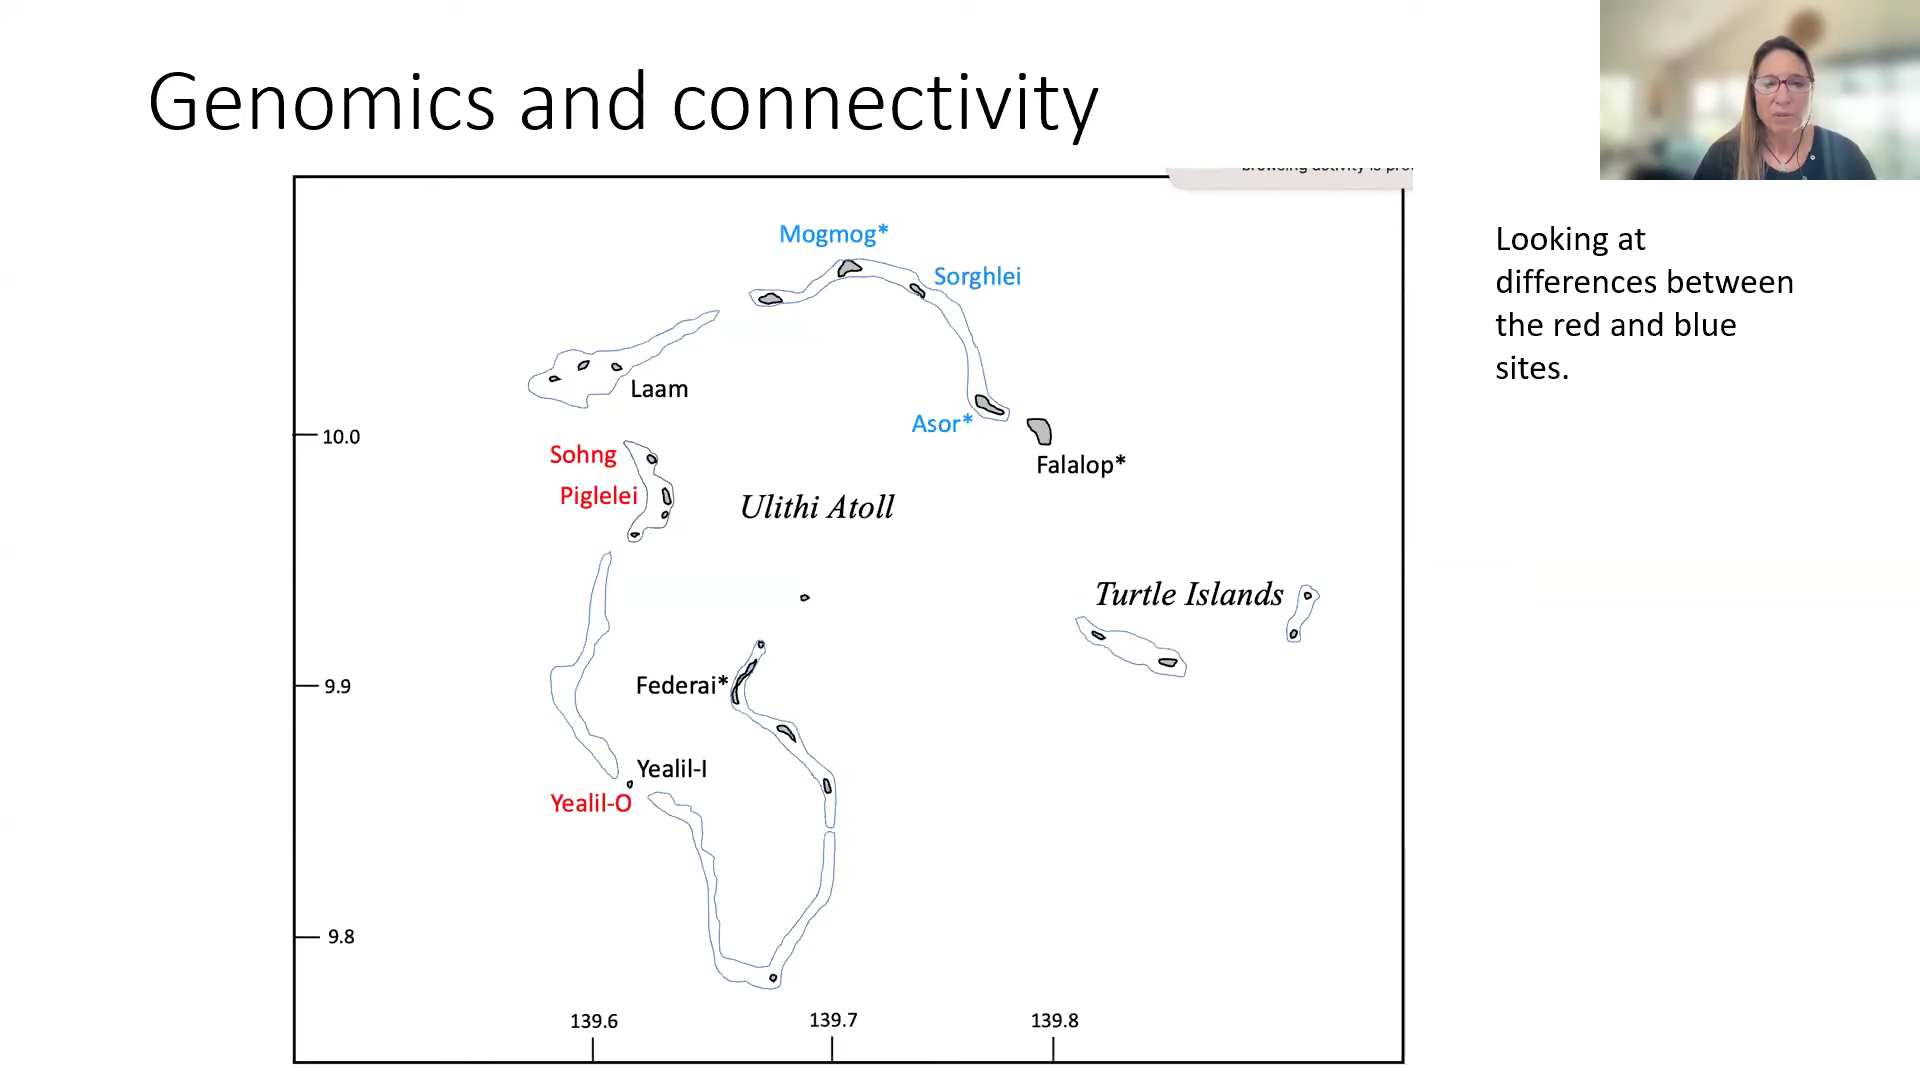 Genomics and connectivity
Mogmog*
Sorghlei
Laam
Asor*
Falalop*
10.0
Sohng
Piglelei
Ulithi Atoll
Turtle Islands
9.9
Federai*
Yealil-I
Yealil-O
9.8
139.6
139.7
139.8
Looking at
differences between
the red and blue
sites.